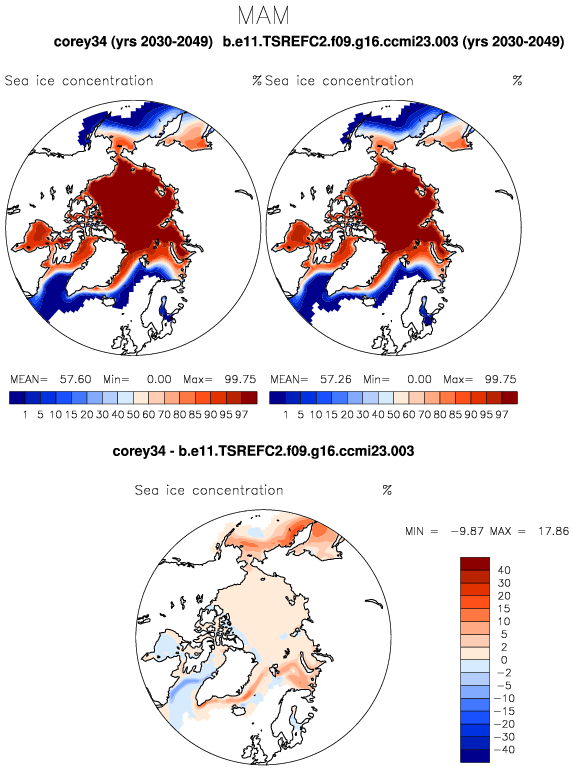 MAM
corey34 (yrs 2030-2049) b.e11.TSREFC2.f09.g16.ccmi23.003 (yrs 2030-2049)
Sea ice concentration % Sea ice concentration %
MEAN= 57.60 Min= 0.00 Max= 99.75 MEAN= 57.26 Min= 0.00 Max= 99.75
1 5 10 15 20 30 40 50 60 70 80 85 90 95 97 1 5 10 15 20 30 40 50 60 70 80 85 90 95 97
corey34 - b.e11.TSREFC2.f09.g16.ccmi23.003
Sea ice concentration %
MIN = -9.87 MAX = 17.86
40
30
20
15
10
5
2
0
-2
-5
-10
-15
-20
-30
-40